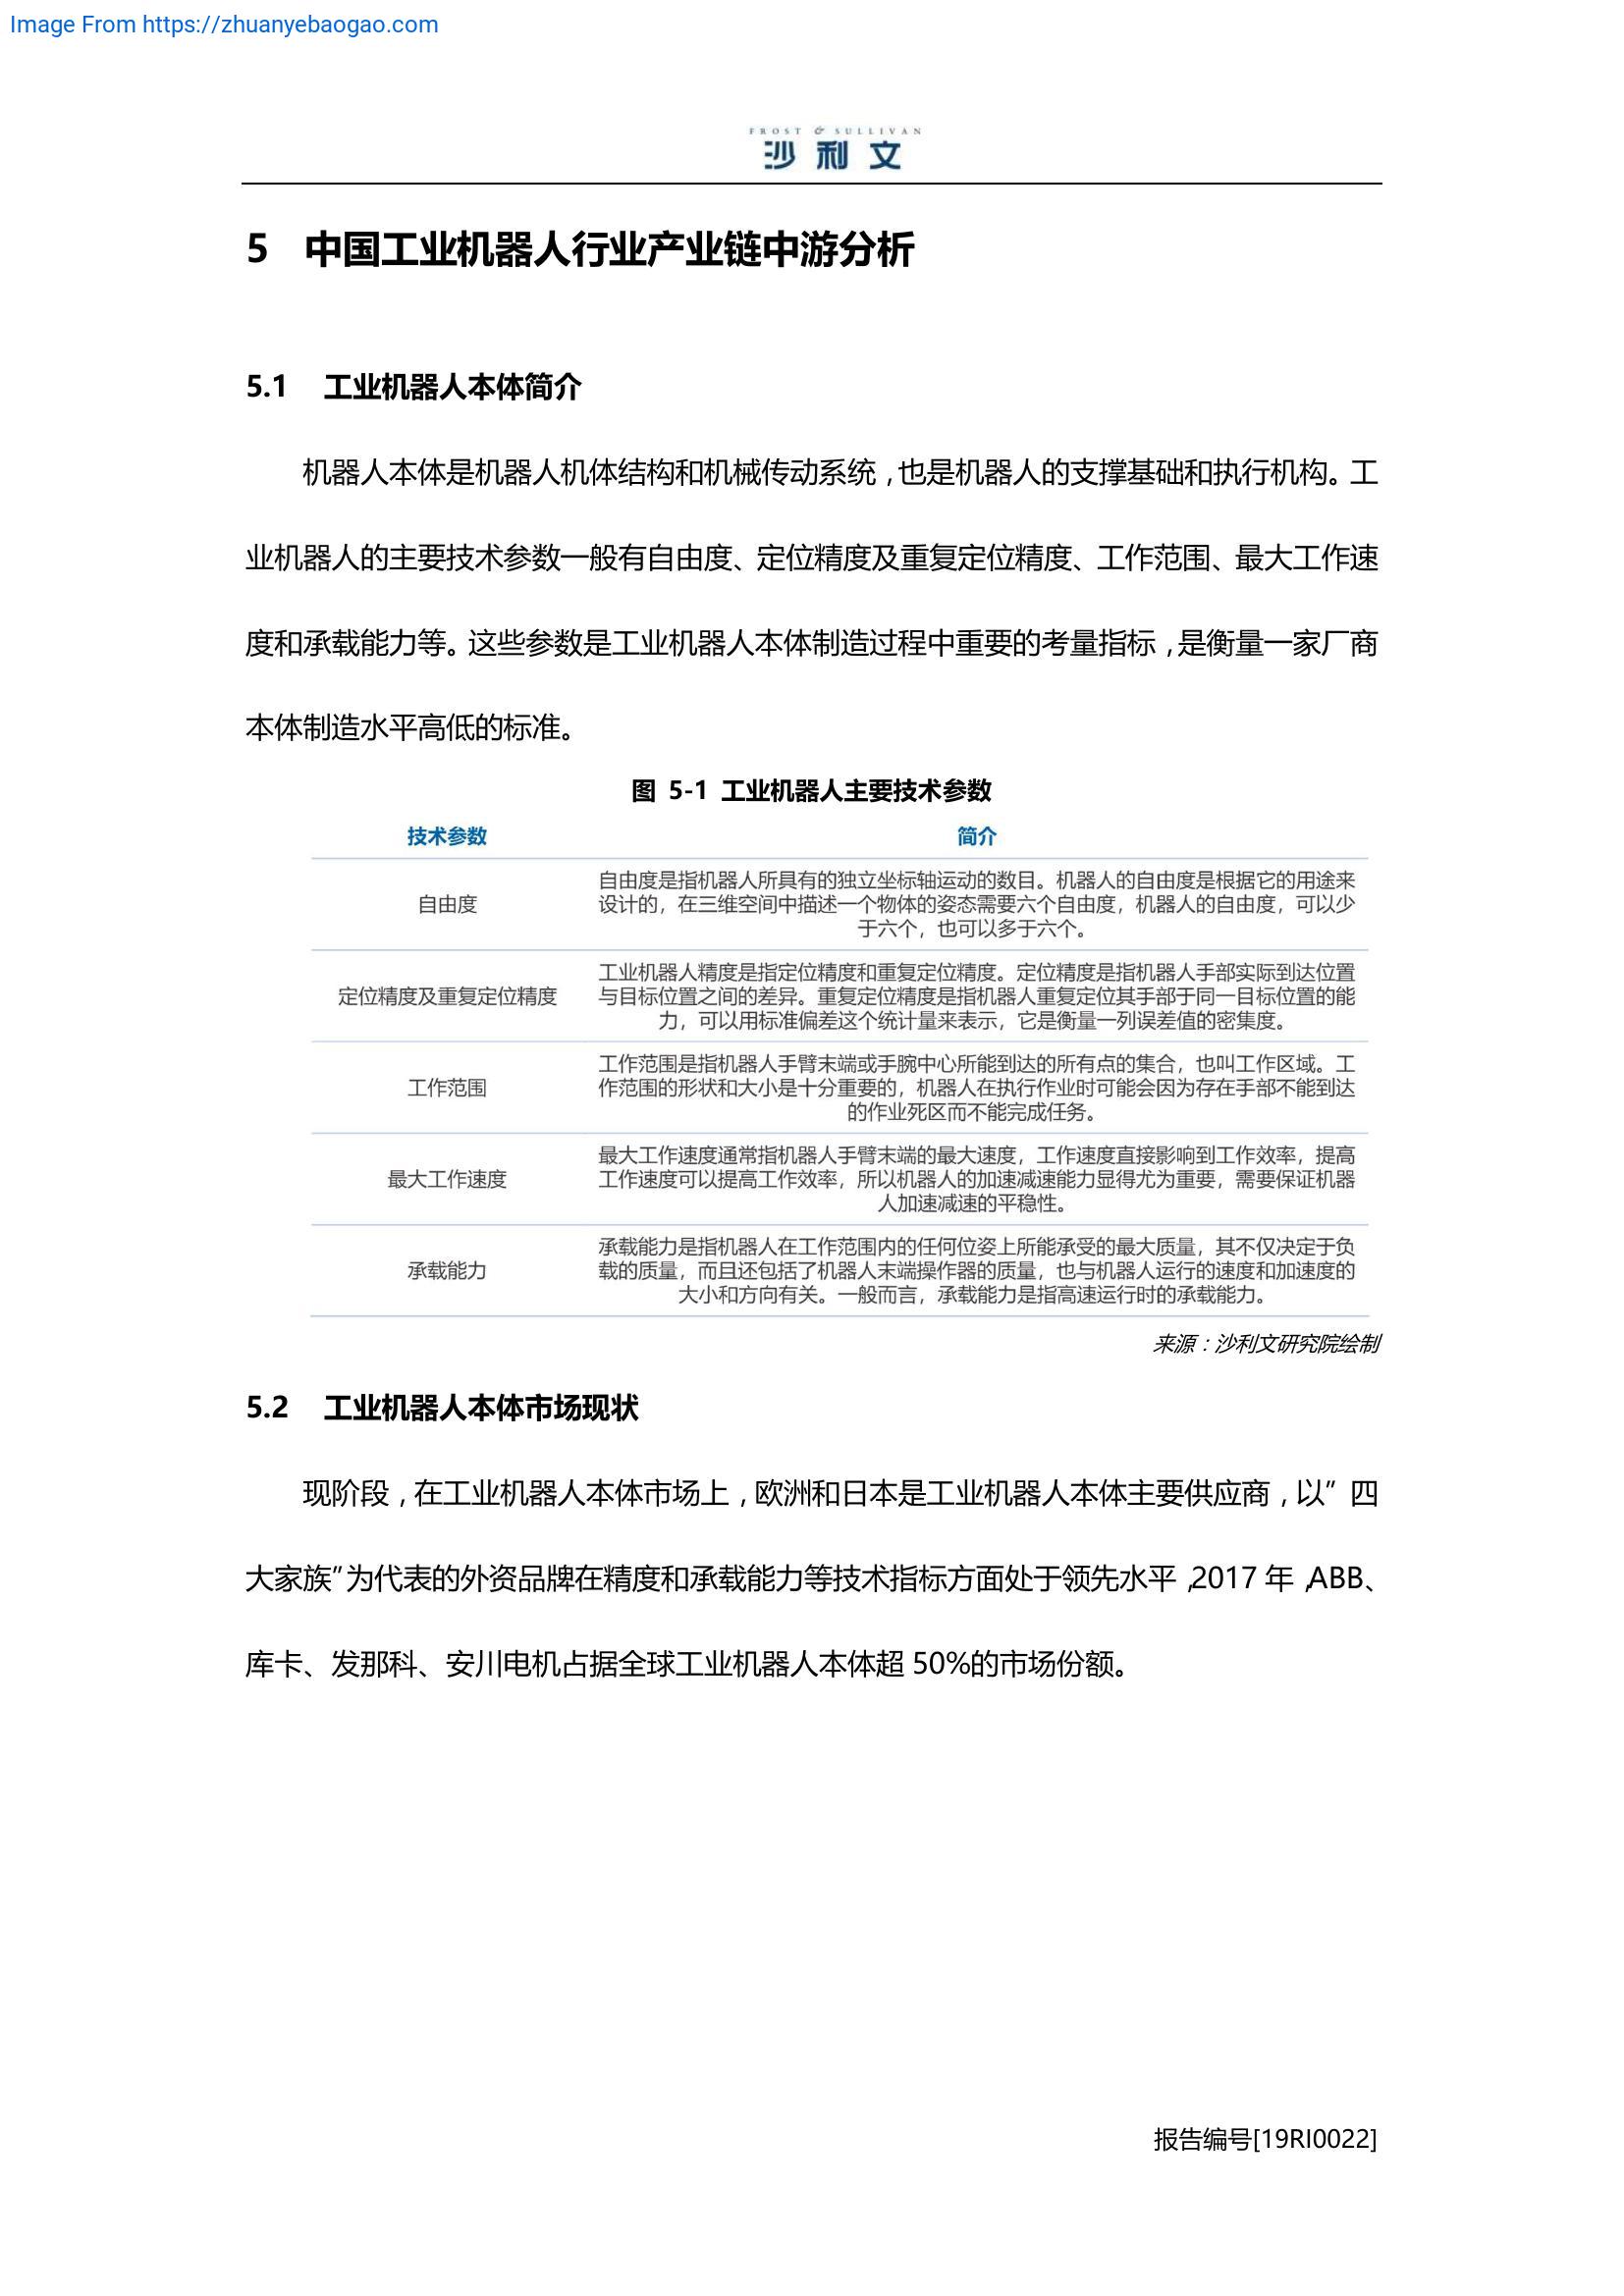 Image From https://zhuanyebaogao.com
FROST & SULLIVAN
沙利文
5 中国工业机器人行业产业链中游分析
5.1 工业机器人本体简介
机器人本体是机器人机体结构和机械传动系统，也是机器人的支撑基础和执行机构。工
业机器人的主要技术参数一般有自由度、定位精度及重复定位精度、工作范围、最大工作速
度和承载能力等。这些参数是工业机器人本体制造过程中重要的考量指标，是衡量一家厂商
本体制造水平高低的标准。
图 5-1 工业机器人主要技术参数
技术参数 简介
自由度是指机器人所具有的独立坐标轴运动的数目。机器人的自由度是根据它的用途来
自由度 设计的，在三维空间中描述一个物体的姿态需要六个自由度，机器人的自由度，可以少
于六个，也可以多于六个。
工业机器人精度是指定位精度和重复定位精度。定位精度是指机器人手部实际到达位置
定位精度及重复定位精度 与目标位置之间的差异。重复定位精度是指机器人重复定位其手部于同一目标位置的能
力，可以用标准偏差这个统计量来表示，它是衡量一列误差值的密集度。
工作范围是指机器人手臂末端或手腕中心所能到达的所有点的集合，也叫工作区域。工
工作范围 作范围的形状和大小是十分重要的，机器人在执行作业时可能会因为存在手部不能到达
的作业死区而不能完成任务。
最大工作速度通常指机器人手臂末端的最大速度，工作速度直接影响到工作效率，提高
最大工作速度 工作速度可以提高工作效率，所以机器人的加速减速能力显得尤为重要，需要保证机器
人加速减速的平稳性。
承载能力是指机器人在工作范围内的任何位姿上所能承受的最大质量，其不仅决定于负
承载能力 载的质量，而且还包括了机器人末端操作器的质量，也与机器人运行的速度和加速度的
大小和方向有关。一般而言，承载能力是指高速运行时的承载能力。
来源：沙利文研究院绘制
5.2 工业机器人本体市场现状
现阶段，在工业机器人本体市场上，欧洲和日本是工业机器人本体主要供应商，以”四
大家族”为代表的外资品牌在精度和承载能力等技术指标方面处于领先水平，2017 年，ABB、
库卡、发那科、安川电机占据全球工业机器人本体超 50%的市场份额。
报告编号[19RI0022]